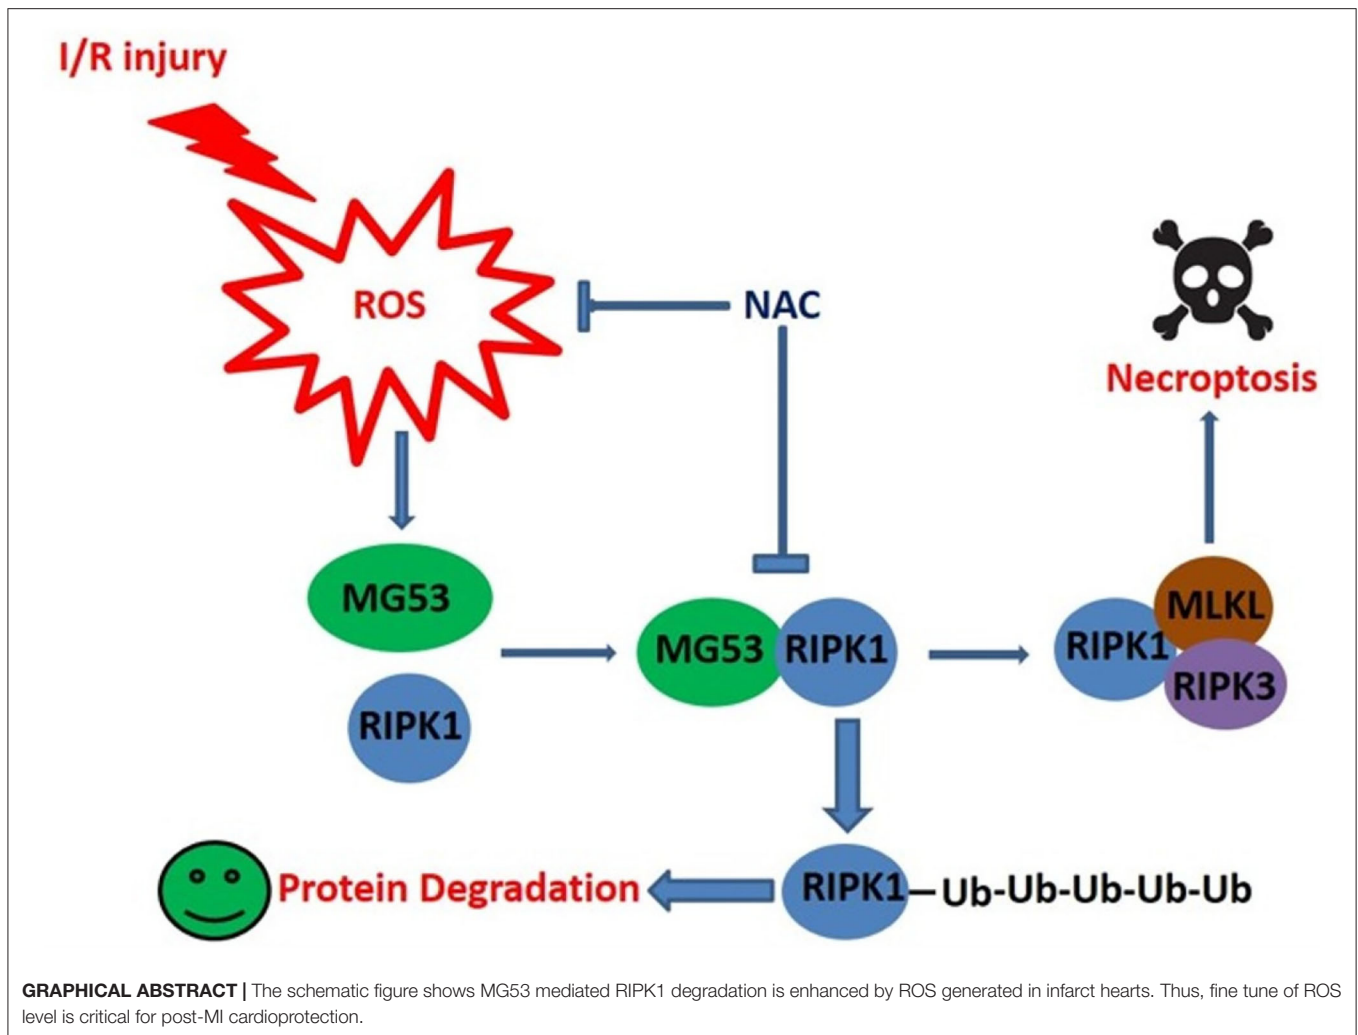 I/R injury
ROS
NAC
Necroptosis
MG53
RIPK1
MG53 RIPK1
RIPK1
MLKL
RIPK3
Protein Degradation
RIPK1-Ub-Ub-Ub-Ub-Ub
GRAPHICAL ABSTRACT | The schematic figure shows MG53 mediated RIPK1 degradation is enhanced by ROS generated in infarct hearts. Thus, fine tune of ROS
level is critical for post-MI cardioprotection.